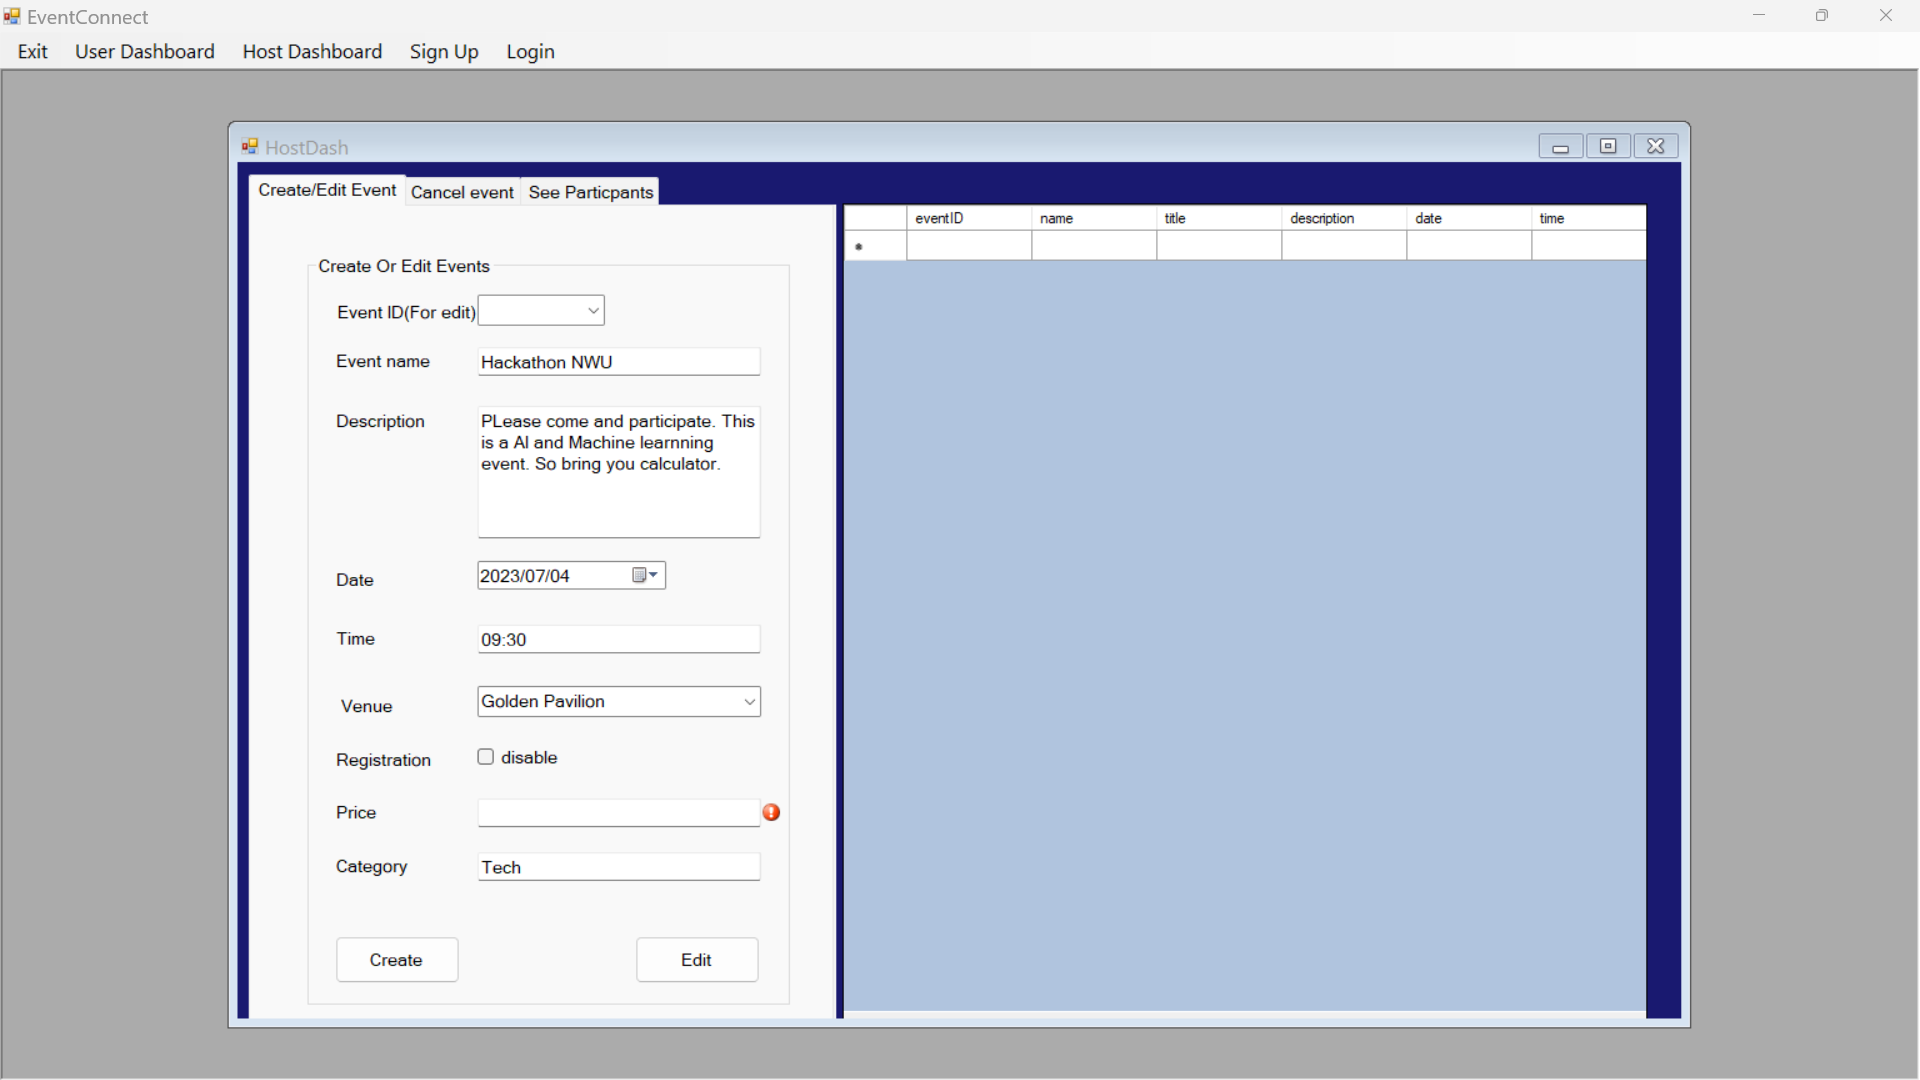 EventConnect
Exit User Dashboard Host Dashboard Sign Up Login
HostDash
Create/Edit Event Cancel event See Particpants
eventID name title description date time
Create Or Edit Events
Event ID(For edit)
Event name Hackathon NWU
Description PLease come and participate. This
is a AI and Machine learnning
event. So bring you calculator.
Date 2023/07/04
Time 09:30
Venue Golden Pavilion
Registration disable
Price
Category Tech
Create Edit